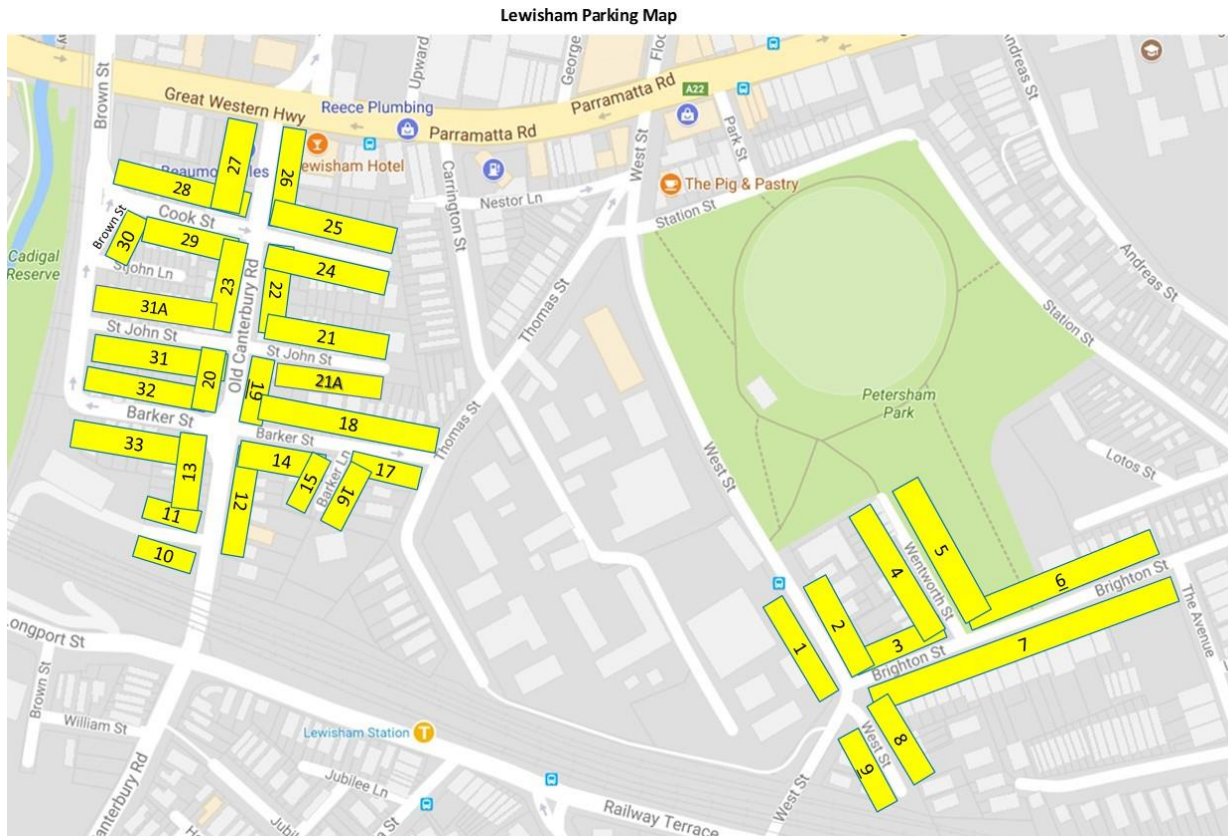 Lewisham Parking Map
Brown St
Great Western Hwy
Upward
George
Floo
Parramatta Rd
A22
Andreas St
Reece Plumbing
Parramatta Rd
Lewisham Hotel
Park St
West St
Carrington St
Nestor Ln
The Pig & Pastry
Station St
27
26
28
Cook St
25
Brown St
30
29
Cadigal
Reserve
St John Ln
23
24
22
Old Canterbury Rd
31A
St John St
21
St John St
31
20
19
21A
32
Barker St
18
Barker St
33
13
14
15
Barker Ln
16
17
12
11
10
Thomas St
Thomas St
Andreas St
Station St
Petersham
Park
West St
Lotos St
5
4
Wentworth St
6
Brighton St
The Avenue
2
1
3
Brighton St
7
8
West St
9
West St
Longport St
Brown St
William St
Lewisham Station
T
Jubilee Ln
Canterbury Rd
Railway Terrace